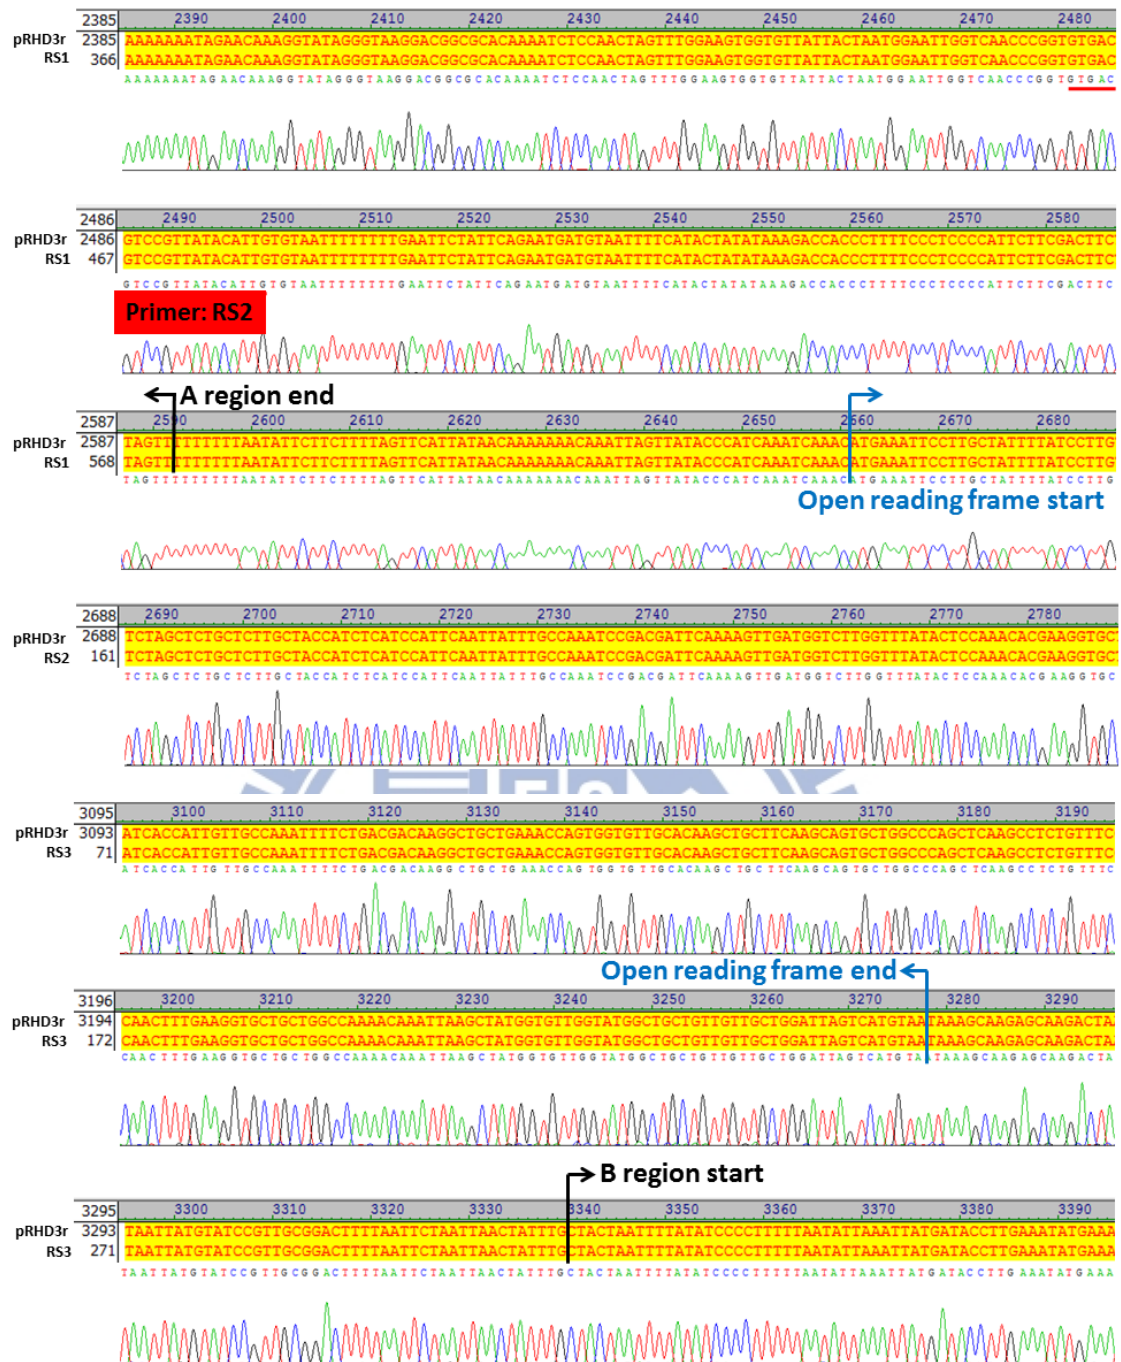 2385 2390 2400 2410 2420 2430 2440 2450 2460 2470 2480
pRHD3r 2385 AAAAAAATAGAACAAAGGTATAGGGTAAGGACGGCGCACAAAATCTCCAACTAGTTTGGAAGTGGTGTTATTACTAATGGAATTGGTCAACCCGGTGTGAC
RS1 366 AAAAAAATAGAACAAAGGTATAGGGTAAGGACGGCGCACAAAATCTCCAACTAGTTTGGAAGTGGTGTTATTACTAATGGAATTGGTCAACCCGGTGTGAC
AAAAAAATAGAACAAAGGTATAGGGTAAGGACGGCGCACAAAATCTCCAACTAGTTTGGAAGTGGTGTTATTACTAATGGAATTGGTCAACCCGGTGTGAC
2486 2490 2500 2510 2520 2530 2540 2550 2560 2570 2580
pRHD3r 2486 GTCCGTTATACATTGTGTAATTTTTTTTGAATTCTATTCAGAATGATGTAATTTTCATACTATATAAAGACCACCCTTTTCCCTCCCCATTCTTCGACTTC
RS1 467 GTCCGTTATACATTGTGTAATTTTTTTTGAATTCTATTCAGAATGATGTAATTTTCATACTATATAAAGACCACCCTTTTCCCTCCCCATTCTTCGACTTC
GTCCGTTATACATTGTGTAATTTTTTTTGAATTCTATTCAGAATGATGTAATTTTCATACTATATAAAGACCACCCTTTTCCCTCCCCATTCTTCGACTTC
Primer: RS2
A region end
2587 2590 2600 2610 2620 2630 2640 2650 2660 2670 2680
pRHD3r 2587 TAGTTTTTTTTTAATATTCTTCTTTTAGTTCATTATAACAAAAAAACAAATTAGTTATACCCATCAAATCAAACATGAAATTCCTTGCTATTTTATCCTTG
RS1 568 TAGTTTTTTTTTAATATTCTTCTTTTAGTTCATTATAACAAAAAAACAAATTAGTTATACCCATCAAATCAAACATGAAATTCCTTGCTATTTTATCCTTG
TAGTTTTTTTTTAATATTCTTCTTTTAGTTCATTATAACAAAAAAACAAATTAGTTATACCCATCAAATCAAACATGAAATTCCTTGCTATTTTATCCTTG
Open reading frame start
2688 2690 2700 2710 2720 2730 2740 2750 2760 2770 2780
pRHD3r 2688 TCTAGCTCTGCTCTTGCTACCATCTCATCCATTCAATTATTTGCCAAATCCGACGATTCAAAAGTTGATGGTCTTGGTTTATACTCCAAACACGAAGGTGC
RS2 161 TCTAGCTCTGCTCTTGCTACCATCTCATCCATTCAATTATTTGCCAAATCCGACGATTCAAAAGTTGATGGTCTTGGTTTATACTCCAAACACGAAGGTGC
TCTAGCTCTGCTCTTGCTACCATCTCATCCATTCAATTATTTGCCAAATCCGACGATTCAAAAGTTGATGGTCTTGGTTTATACTCCAAACACGAAGGTGC
3095 3100 3110 3120 3130 3140 3150 3160 3170 3180 3190
pRHD3r 3093 ATCACCATTGTTGCCAAATTTTCTGACGACAAGGCTGCTGAAACCAGTGGTGTTGCACAAGCTGCTTCAAGCAGTGCTGGCCCAGCTCAAGCCTCTGTTTC
RS3 71 ATCACCATTGTTGCCAAATTTTCTGACGACAAGGCTGCTGAAACCAGTGGTGTTGCACAAGCTGCTTCAAGCAGTGCTGGCCCAGCTCAAGCCTCTGTTTC
ATCACCATTGTTGCCAAATTTTCTGACGACAAGGCTGCTGAAACCAGTGGTGTTGCACAAGCTGCTTCAAGCAGTGCTGGCCCAGCTCAAGCCTCTGTTTC
Open reading frame end
3196 3200 3210 3220 3230 3240 3250 3260 3270 3280 3290
pRHD3r 3194 CAACTTTGAAGGTGCTGCTGGCCAAAACAAATTAAGCTATGGTGTTGGTATGGCTGCTGTTGTTGCTGGATTAGTCATGTAATAAAGCAAGAGCAAGACTA
RS3 172 CAACTTTGAAGGTGCTGCTGGCCAAAACAAATTAAGCTATGGTGTTGGTATGGCTGCTGTTGTTGCTGGATTAGTCATGTAATAAAGCAAGAGCAAGACTA
CAACTTTGAAGGTGCTGCTGGCCAAAACAAATTAAGCTATGGTGTTGGTATGGCTGCTGTTGTTGCTGGATTAGTCATGTAATAAAGCAAGAGCAAGACTA
B region start
3295 3300 3310 3320 3330 3340 3350 3360 3370 3380 3390
pRHD3r 3293 TAATTATGTATCCGTTGCGGACTTTTAATTCTAATTAACTATTTGCTACTAATTTTATATCCCCTTTTTAATATTAAATTATGATACCTTGAAATATGAAA
RS3 271 TAATTATGTATCCGTTGCGGACTTTTAATTCTAATTAACTATTTGCTACTAATTTTATATCCCCTTTTTAATATTAAATTATGATACCTTGAAATATGAAA
TAATTATGTATCCGTTGCGGACTTTTAATTCTAATTAACTATTTGCTACTAATTTTATATCCCCTTTTTAATATTAAATTATGATACCTTGAAATATGAAA